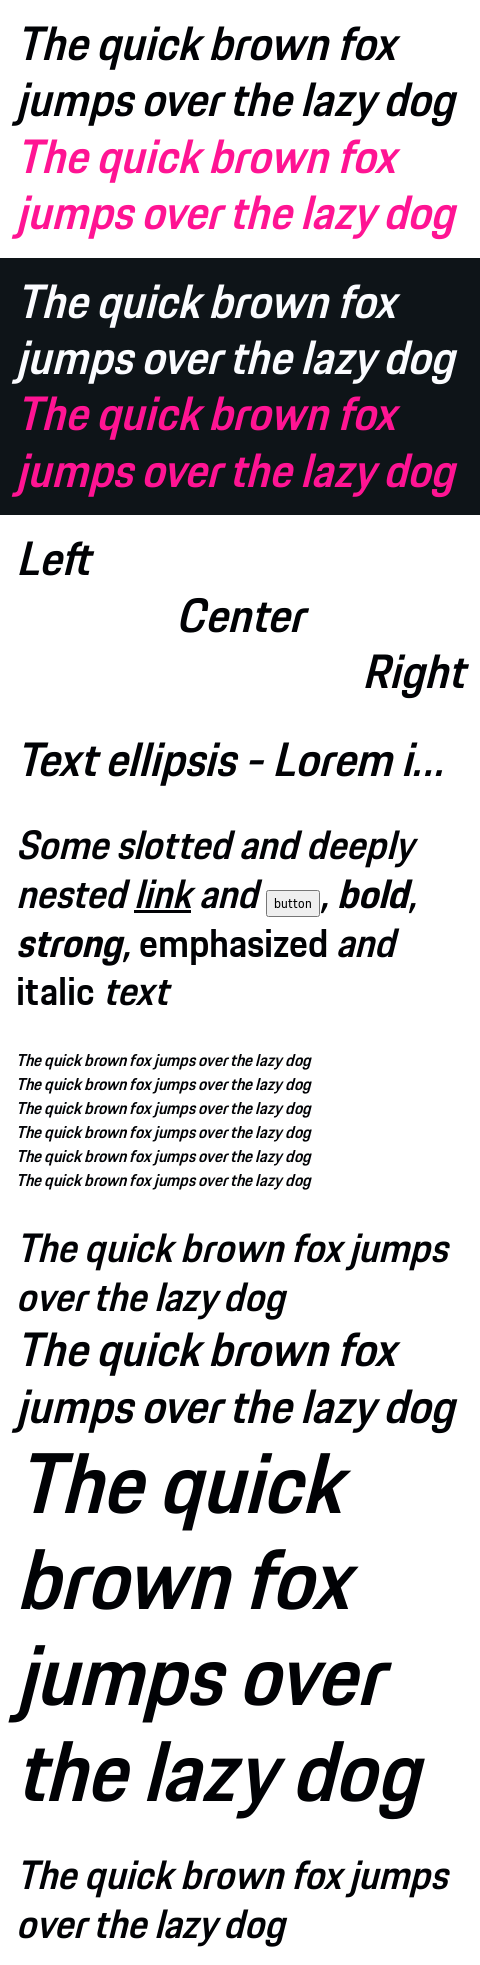 The quick brown fox
jumps over the lazy dog
The quick brown fox
jumps over the lazy dog
The quick brown fox
jumps over the lazy dog
The quick brown fox
jumps over the lazy dog
Left
Center
Right
Text ellipsis - Lorem i...
Some slotted and deeply
nested link and button, bold,
strong, emphasized and
italic text
The quick brown fox jumps over the lazy dog
The quick brown fox jumps over the lazy dog
The quick brown fox jumps over the lazy dog
The quick brown fox jumps over the lazy dog
The quick brown fox jumps over the lazy dog
The quick brown fox jumps over the lazy dog
The quick brown fox jumps
over the lazy dog
The quick brown fox
jumps over the lazy dog
The quick
brown fox
jumps over
the lazy dog
The quick brown fox jumps
over the lazy dog